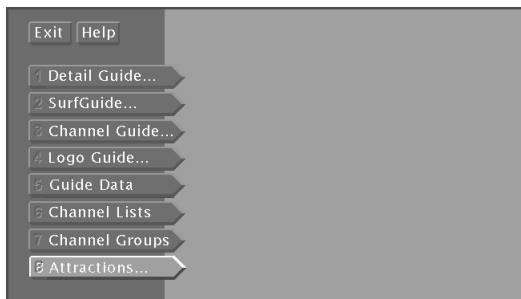 Exit Help
1 Detail Guide...
2 SurfGuide...
3 Channel Guide...
4 Logo Guide...
5 Guide Data
6 Channel Lists
7 Channel Groups
8 Attractions...